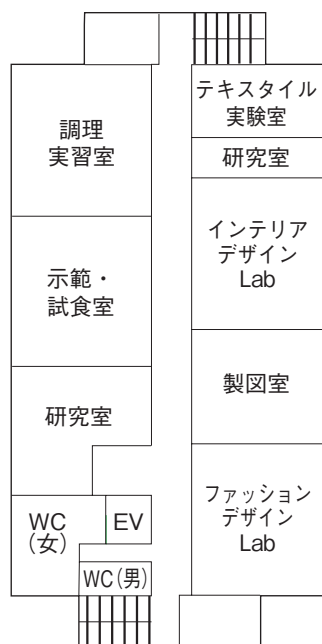 調理
実習室
示範・
試食室
研究室
WC
(女)
EV
WC(男)
テキスタイル
実験室
研究室
インテリア
デザイン
Lab
製図室
ファッション
デザイン
Lab